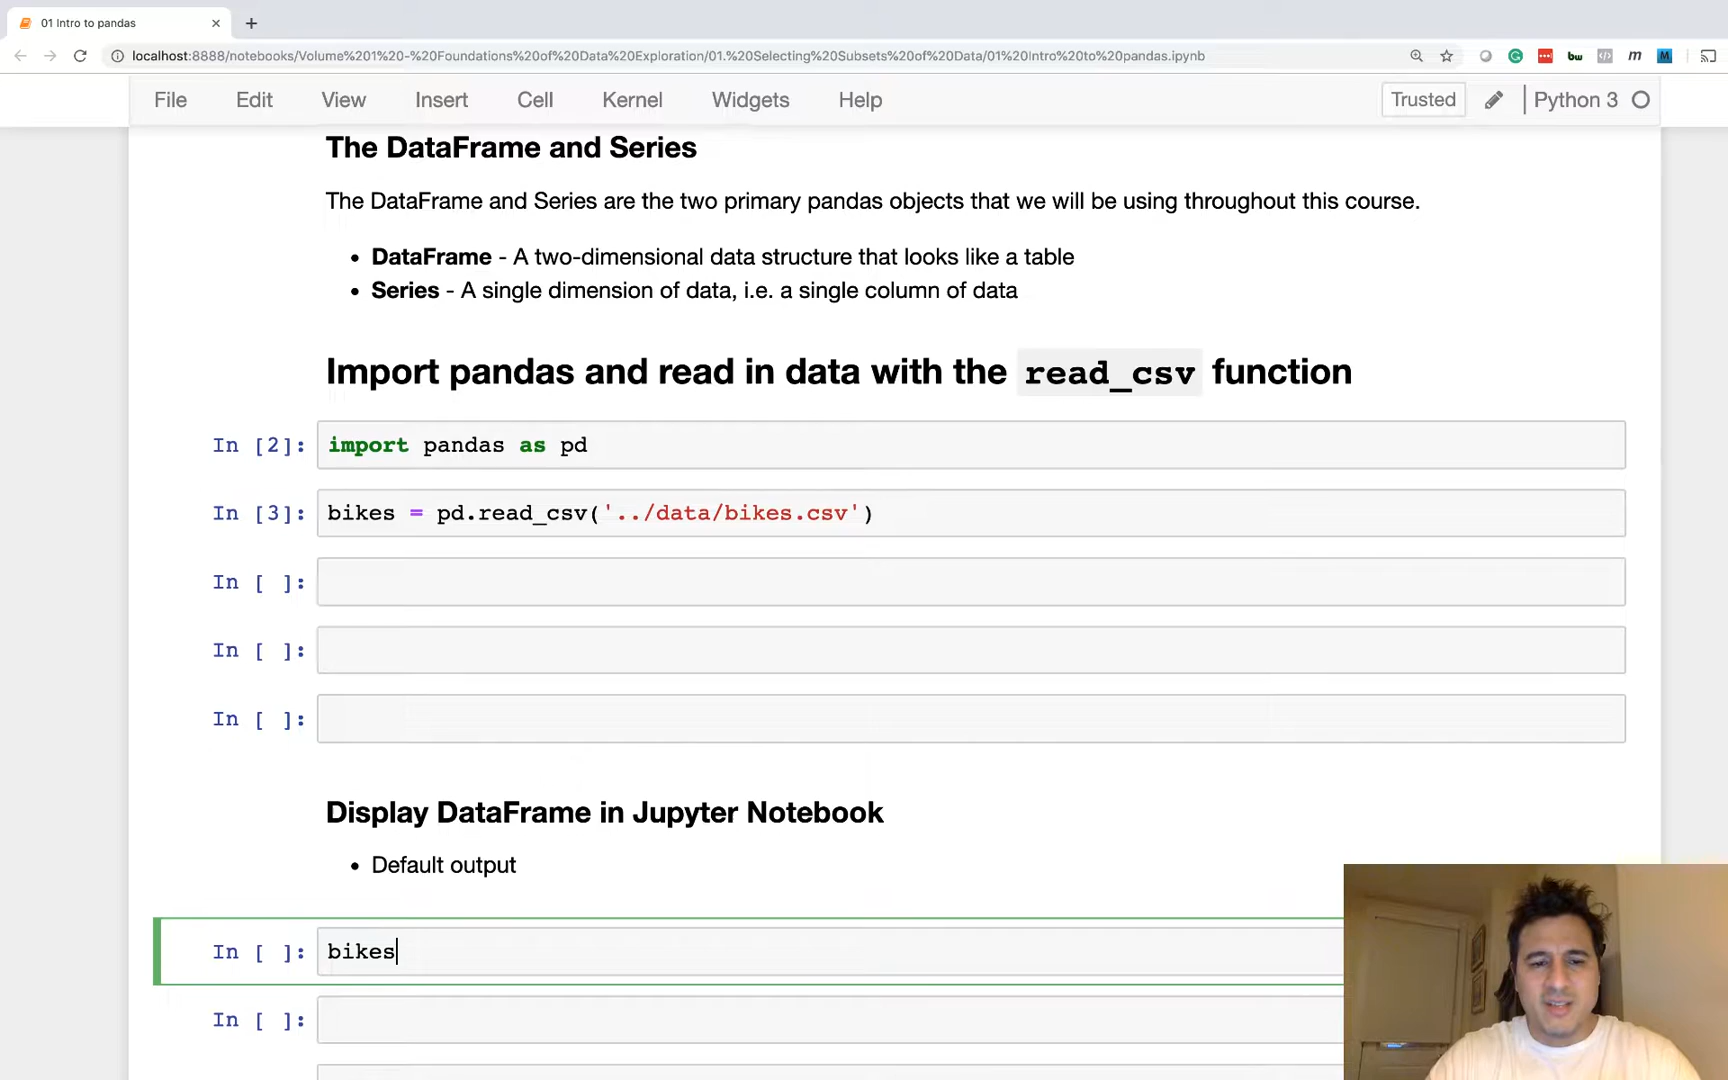 01 Intro to pandas
localhost:8888/notebooks/Volume%201%20-%20Foundations%20of%20Data%20Exploration/01.%20Selecting%20Subsets%20of%20Data/01%20Intro%20to%20pandas.ipynb
File Edit View Insert Cell Kernel Widgets Help Trusted Python 3
The DataFrame and Series
The DataFrame and Series are the two primary pandas objects that we will be using throughout this course.
• DataFrame - A two-dimensional data structure that looks like a table
• Series - A single dimension of data, i.e. a single column of data
Import pandas and read in data with the read_csv function
In [2]: import pandas as pd
In [3]: bikes = pd.read_csv('../data/bikes.csv')
In [ ]:
In [ ]:
In [ ]:
Display DataFrame in Jupyter Notebook
• Default output
In [ ]: bikes
In [ ]: